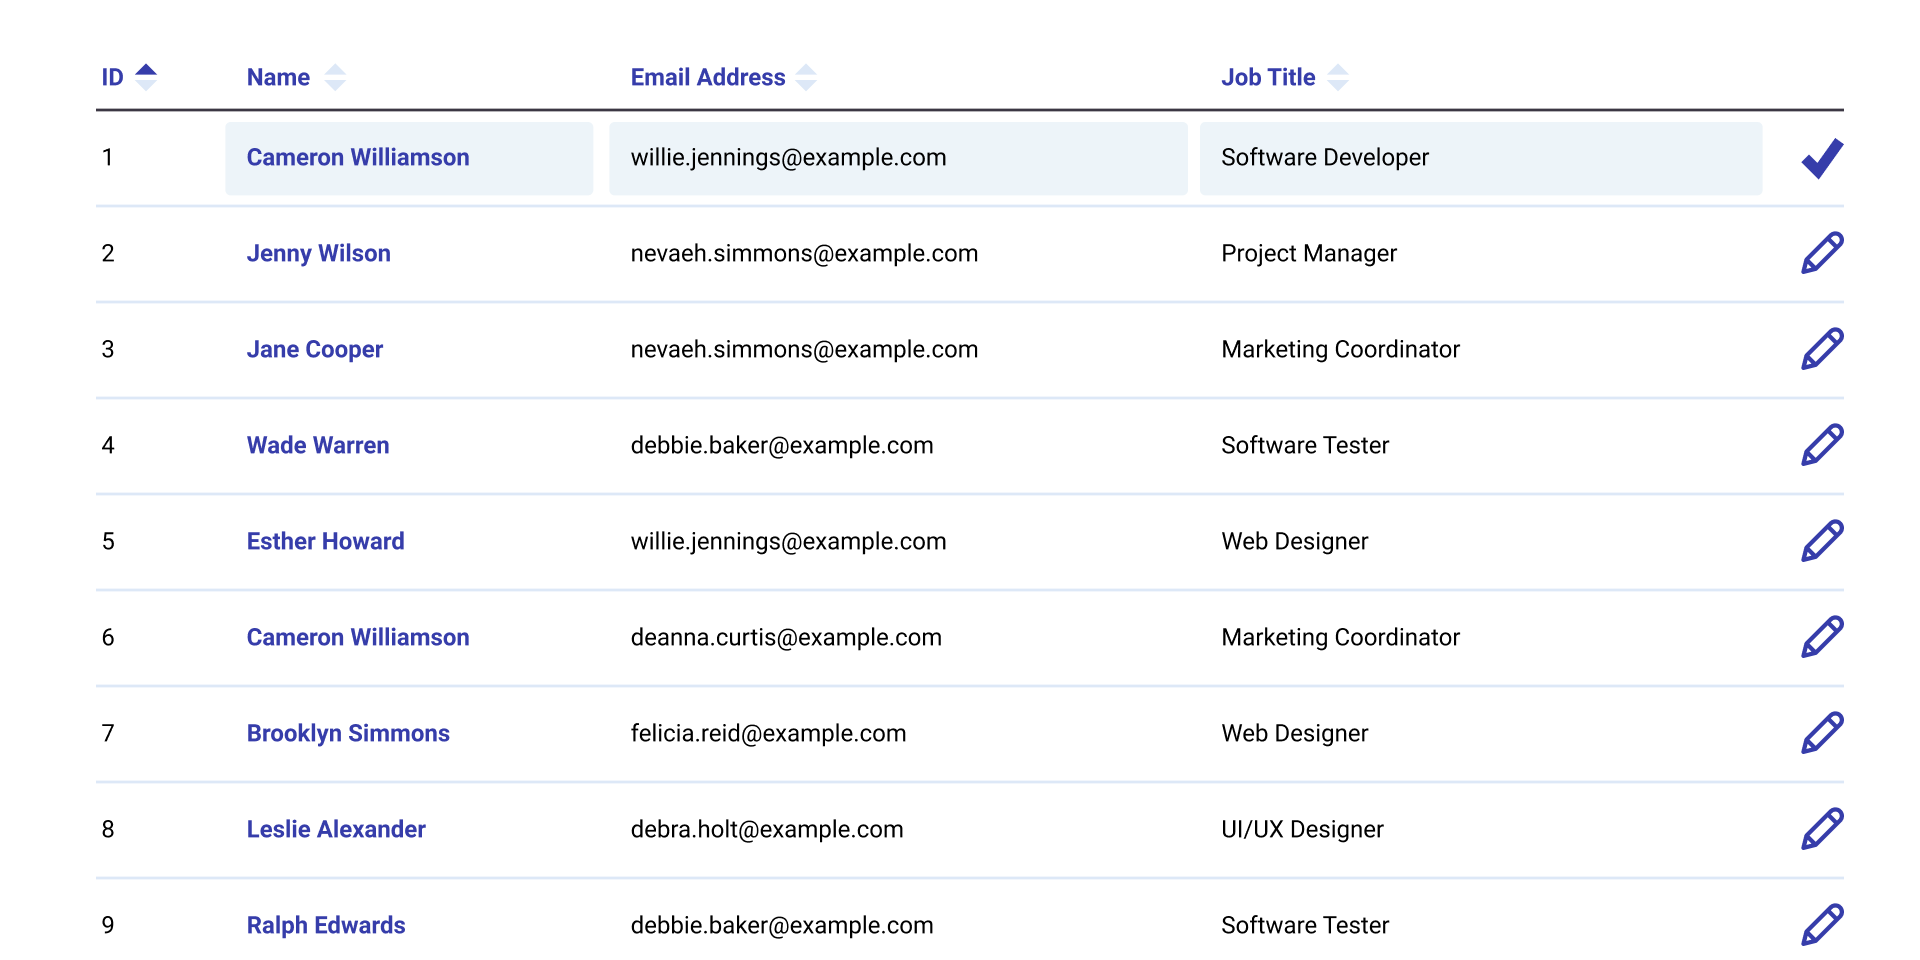 ID Name Email Address Job Title
1 Cameron Williamson willie.jennings@example.com Software Developer
2 Jenny Wilson nevaeh.simmons@example.com Project Manager
3 Jane Cooper nevaeh.simmons@example.com Marketing Coordinator
4 Wade Warren debbie.baker@example.com Software Tester
5 Esther Howard willie.jennings@example.com Web Designer
6 Cameron Williamson deanna.curtis@example.com Marketing Coordinator
7 Brooklyn Simmons felicia.reid@example.com Web Designer
8 Leslie Alexander debra.holt@example.com UI/UX Designer
9 Ralph Edwards debbie.baker@example.com Software Tester